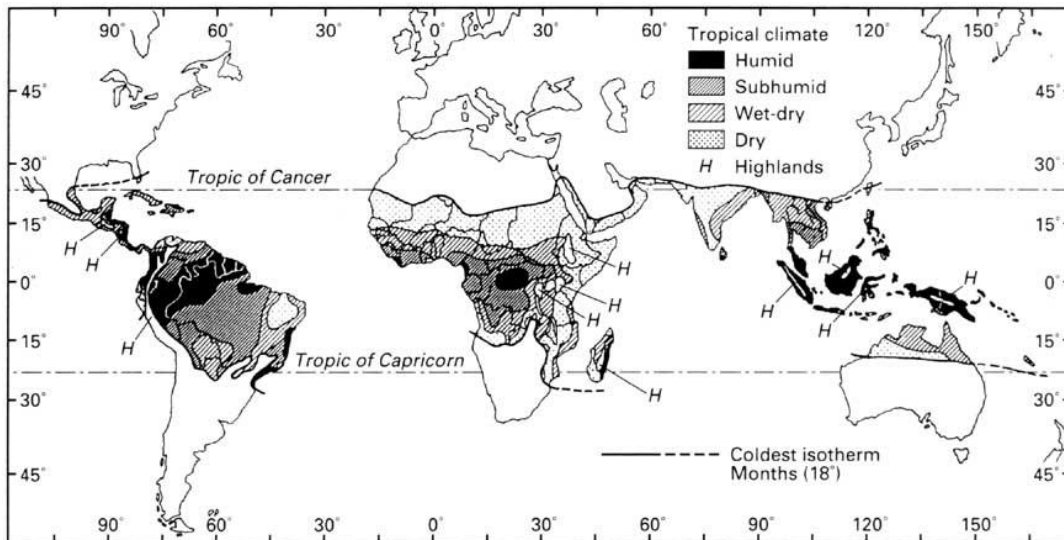 90° 60° 30° 0° 30° 60° 120° 150°
Tropical climate
Humid
Subhumid
Wet-dry
Dry
H Highlands
45° 45°
30° 30°
Tropic of Cancer
15° 15°
H
H
H
H
H
H
0° 0°
H
H
H
H
H
15° 15°
Tropic of Capricorn
H
30° 30°
Coldest isotherm
Months (18°)
45° 45°
90° 60° 30° 0° 30° 60° 90° 120° 150°